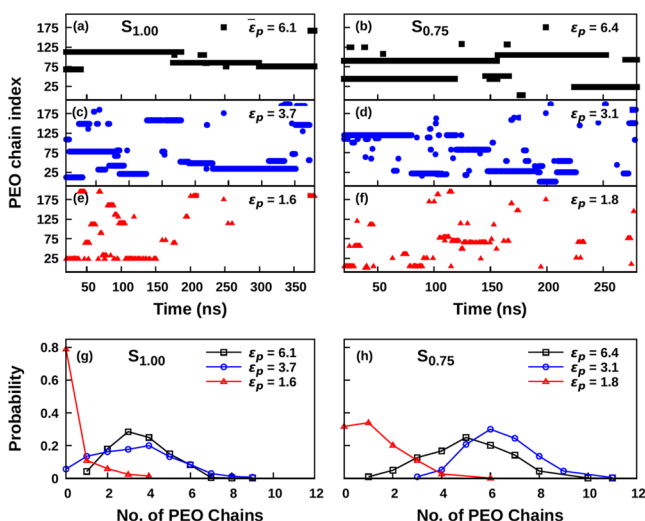 (a) S1.00 ε̄p = 6.1
(b) S0.75 εp = 6.4
175
125
75
25
(c) εp = 3.7
(d) εp = 3.1
175
125
75
25
(e) εp = 1.6
(f) εp = 1.8
175
125
75
25
PEO chain index
50 100 150 200 250 300 350
50 100 150 200 250
Time (ns)
Time (ns)
(g) S1.00 εp = 6.1
εp = 3.7
εp = 1.6
(h) S0.75 εp = 6.4
εp = 3.1
εp = 1.8
0.8
0.6
0.4
0.2
0
Probability
0 2 4 6 8 10 12
0 2 4 6 8 10 12
No. of PEO Chains
No. of PEO Chains